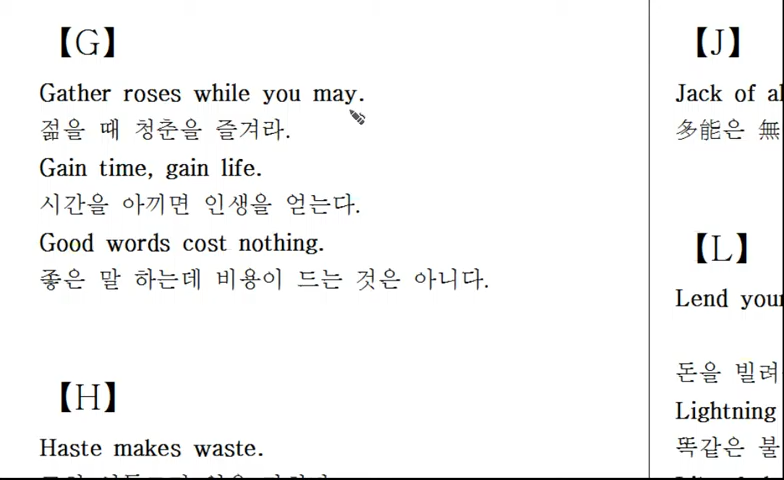 【G】
Gather roses while you may.
젊을 때 청춘을 즐겨라.
Gain time, gain life.
시간을 아끼면 인생을 얻는다.
Good words cost nothing.
좋은 말 하는데 비용이 드는 것은 아니다.
【H】
Haste makes waste.
【J】
Jack of
多能은 無
【L】
Lend
돈을 빌려
Lightning
똑같은 불